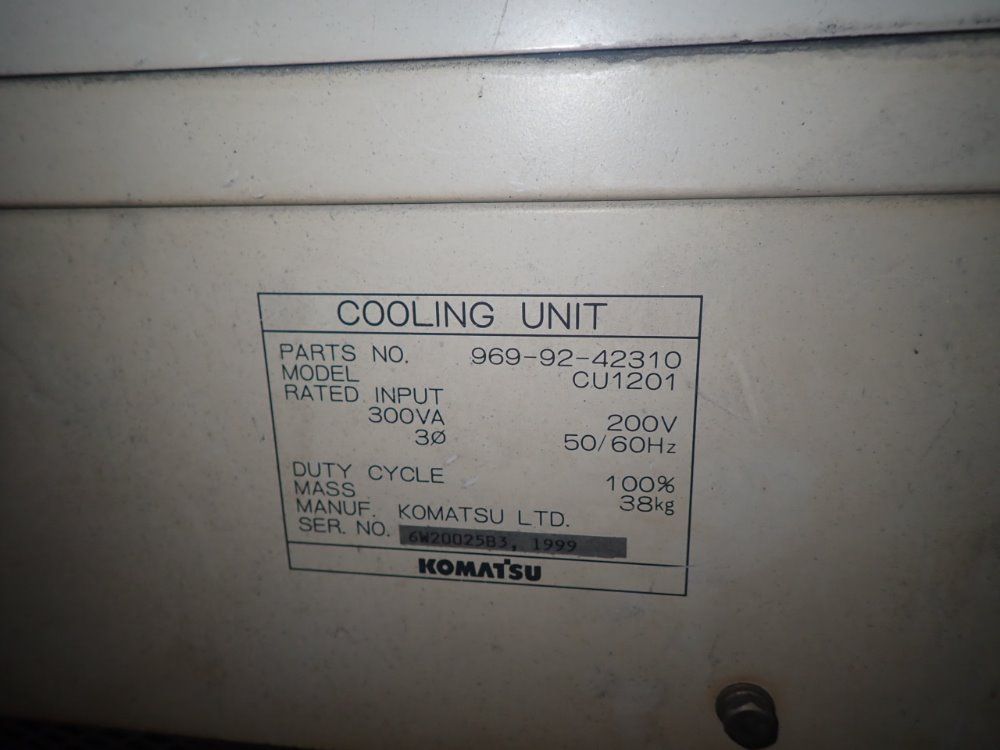 COOLING UNIT
PARTS NO. 969-92-42310
MODEL CU1201
RATED INPUT
300VA 200V
3Ø 50/60Hz
DUTY CYCLE 100%
MASS 38kg
MANUF. KOMATSU LTD.
SER. NO. 6W20025B3, 1999
KOMATSU